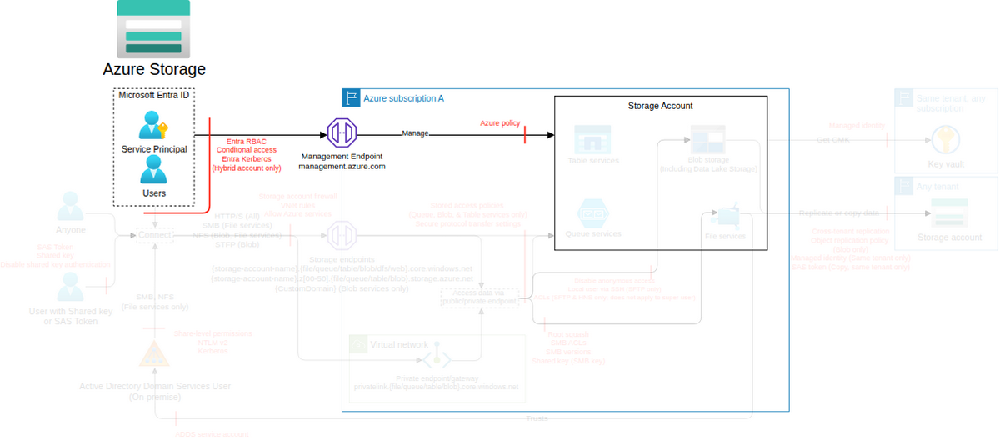 Azure Storage
Microsoft Entra ID
Service Principal
Users
Entra RBAC
Conditonal access
Entra Kerberos
(Hybrid account only)
Azure subscription A
Management Endpoint
management.azure.com
Manage
Azure policy
Storage Account
Table services
Blob storage
(Including Data Lake Storage)
Queue services
File services
Same tenant, any
subscription
Managed identity
Get CMK
Key vault
Any tenant
Replicate or copy data
Storage account
Cross-tenant replication
Object replication policy
(Blob only)
Managed identity (Same tenant only)
SAS token (Copy, same tenant only)
Anyone
SAS Token
Shared key
Disable shared key authentication
User with Shared key
or SAS Token
Connect
HTTP/S (All)
SMB (File services)
NFS (Blob, File services)
STFP (Blob)
Storage account firewall
vNet rules
Allow Azure services
Stored access policies
(Queue, Blob, & Table services only)
Secure protocol transfer settings
Storage endpoints
(storage-account-name).(file/queue/table/blob/dfs/web).core.windows.net
(storage-account-name).z[00-50].(file/queue/table/blob).storage.azure.net
(CustomDomain) (Blob services only)
Access data via
public/private endpoint
Disable anonymous access
Local user via SSH (SFTP only)
SMB, NFS
(File services only)
Share-level permissions
NTLM v2
Kerberos
Root squash
SMB ACLs
SMB versions
Shared key (SMB key)
Virtual network
Private endpoint/gateway
privatelink.(file/queue/table/blob).core.windows.net
Active Directory Domain Services User
(On-premise)
Trusts
ADDS service account